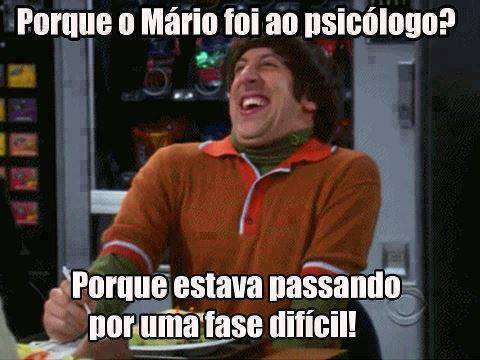 Porque o Mário foi ao psicólogo?
Porque estava passando
por uma fase difícil!